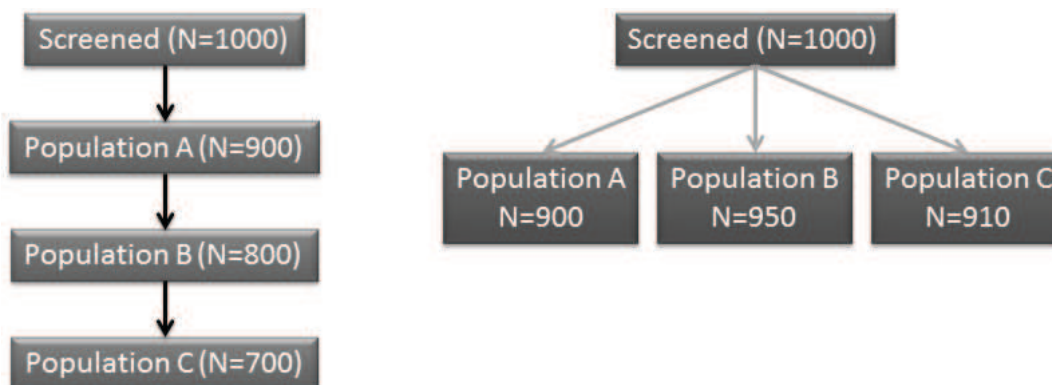 Screened (N=1000)
Population A (N=900)
Population B (N=800)
Population C (N=700)
Screened (N=1000)
Population A
N=900
Population B
N=950
Population C
N=910